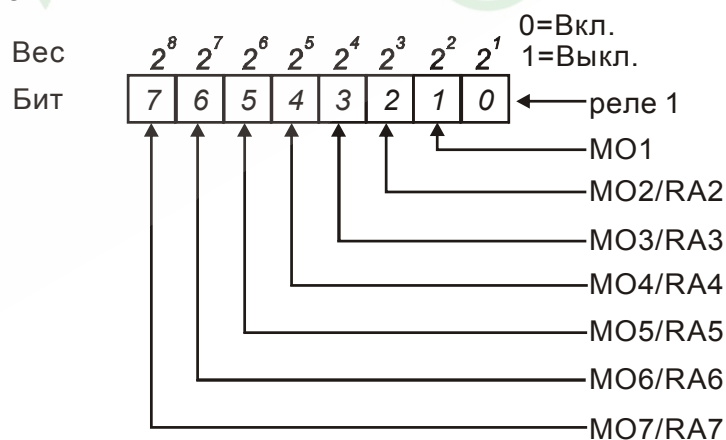 0=Вкл.
Вес 2⁸ 2⁷ 2⁶ 2⁵ 2⁴ 2³ 2² 2¹ 1=Выкл.
Бит 7 6 5 4 3 2 1 0 реле 1
MO1
MO2/RA2
MO3/RA3
MO4/RA4
MO5/RA5
MO6/RA6
MO7/RA7